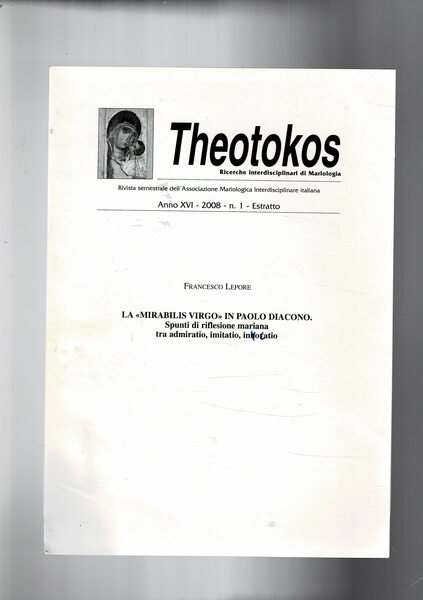 Theotokos
Ricerche interdisciplinari di Mariologia
Rivista semestrale dell'Associazione Mariologica Interdisciplinare italiana
Anno XVI - 2008 - n. 1 - Estratto
FRANCESCO LEPORE
LA «MIRABILIS VIRGO» IN PAOLO DIACONO.
Spunti di riflesione mariana
tra admiratio, imitatio, invocatio